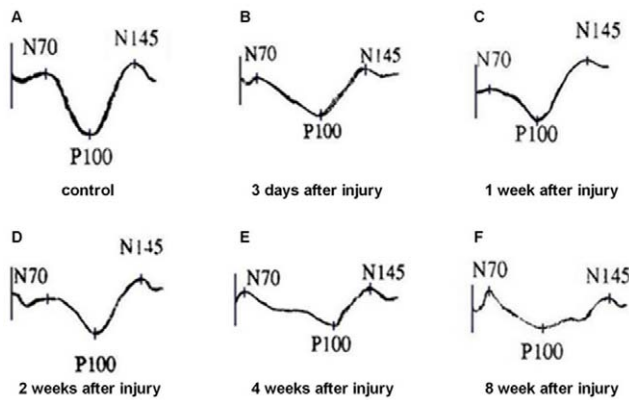 A
N70
N145
P100
control
B
N70
N145
P100
3 days after injury
C
N70
N145
P100
1 week after injury
D
N70
N145
P100
2 weeks after injury
E
N70
N145
P100
4 weeks after injury
F
N70
N145
P100
8 week after injury